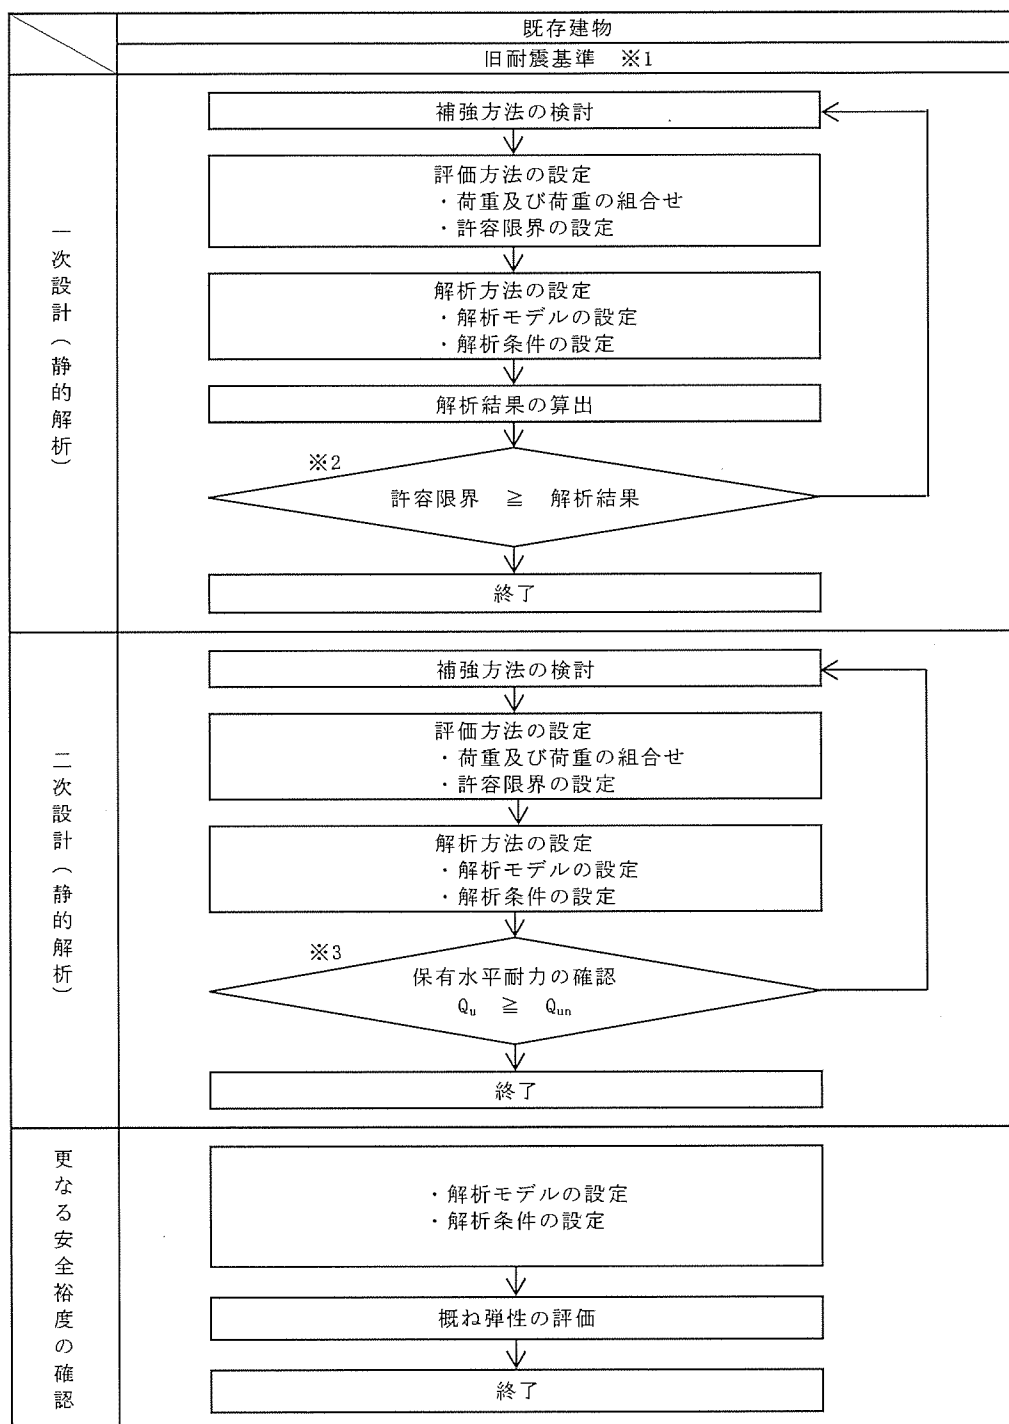 既存建物
旧耐震基準 ※1
一次設計(静的解析)
補強方法の検討
評価方法の設定
・荷重及び荷重の組合せ
・許容限界の設定
解析方法の設定
・解析モデルの設定
・解析条件の設定
解析結果の算出
※2
許容限界 ≧ 解析結果
終了
二次設計(静的解析)
補強方法の検討
評価方法の設定
・荷重及び荷重の組合せ
・許容限界の設定
解析方法の設定
・解析モデルの設定
・解析条件の設定
※3
保有水平耐力の確認
Qu ≧ Qun
終了
更なる安全裕度の確認
・解析モデルの設定
・解析条件の設定
概ね弾性の評価
終了